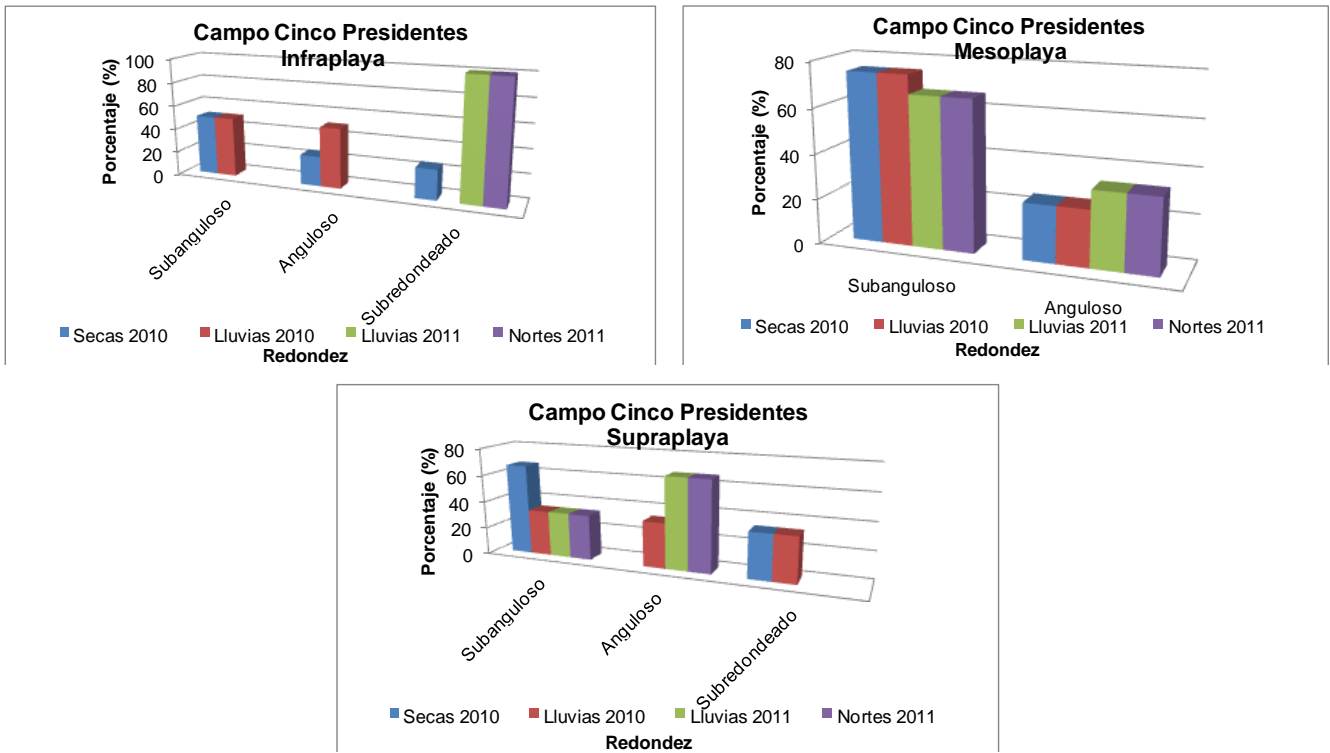 Campo Cinco Presidentes
Infraplaya
Porcentaje (%)
100
80
60
40
20
0
Subanguloso
Anguloso
Subredondeado
Secas 2010 Lluvias 2010 Lluvias 2011 Nortes 2011
Redondez
Campo Cinco Presidentes
Mesoplaya
Porcentaje (%)
80
60
40
20
0
Subanguloso
Anguloso
Secas 2010 Lluvias 2010 Lluvias 2011 Nortes 2011
Redondez
Campo Cinco Presidentes
Supraplaya
Porcentaje (%)
80
60
40
20
0
Subanguloso
Anguloso
Subredondeado
Secas 2010 Lluvias 2010 Lluvias 2011 Nortes 2011
Redondez